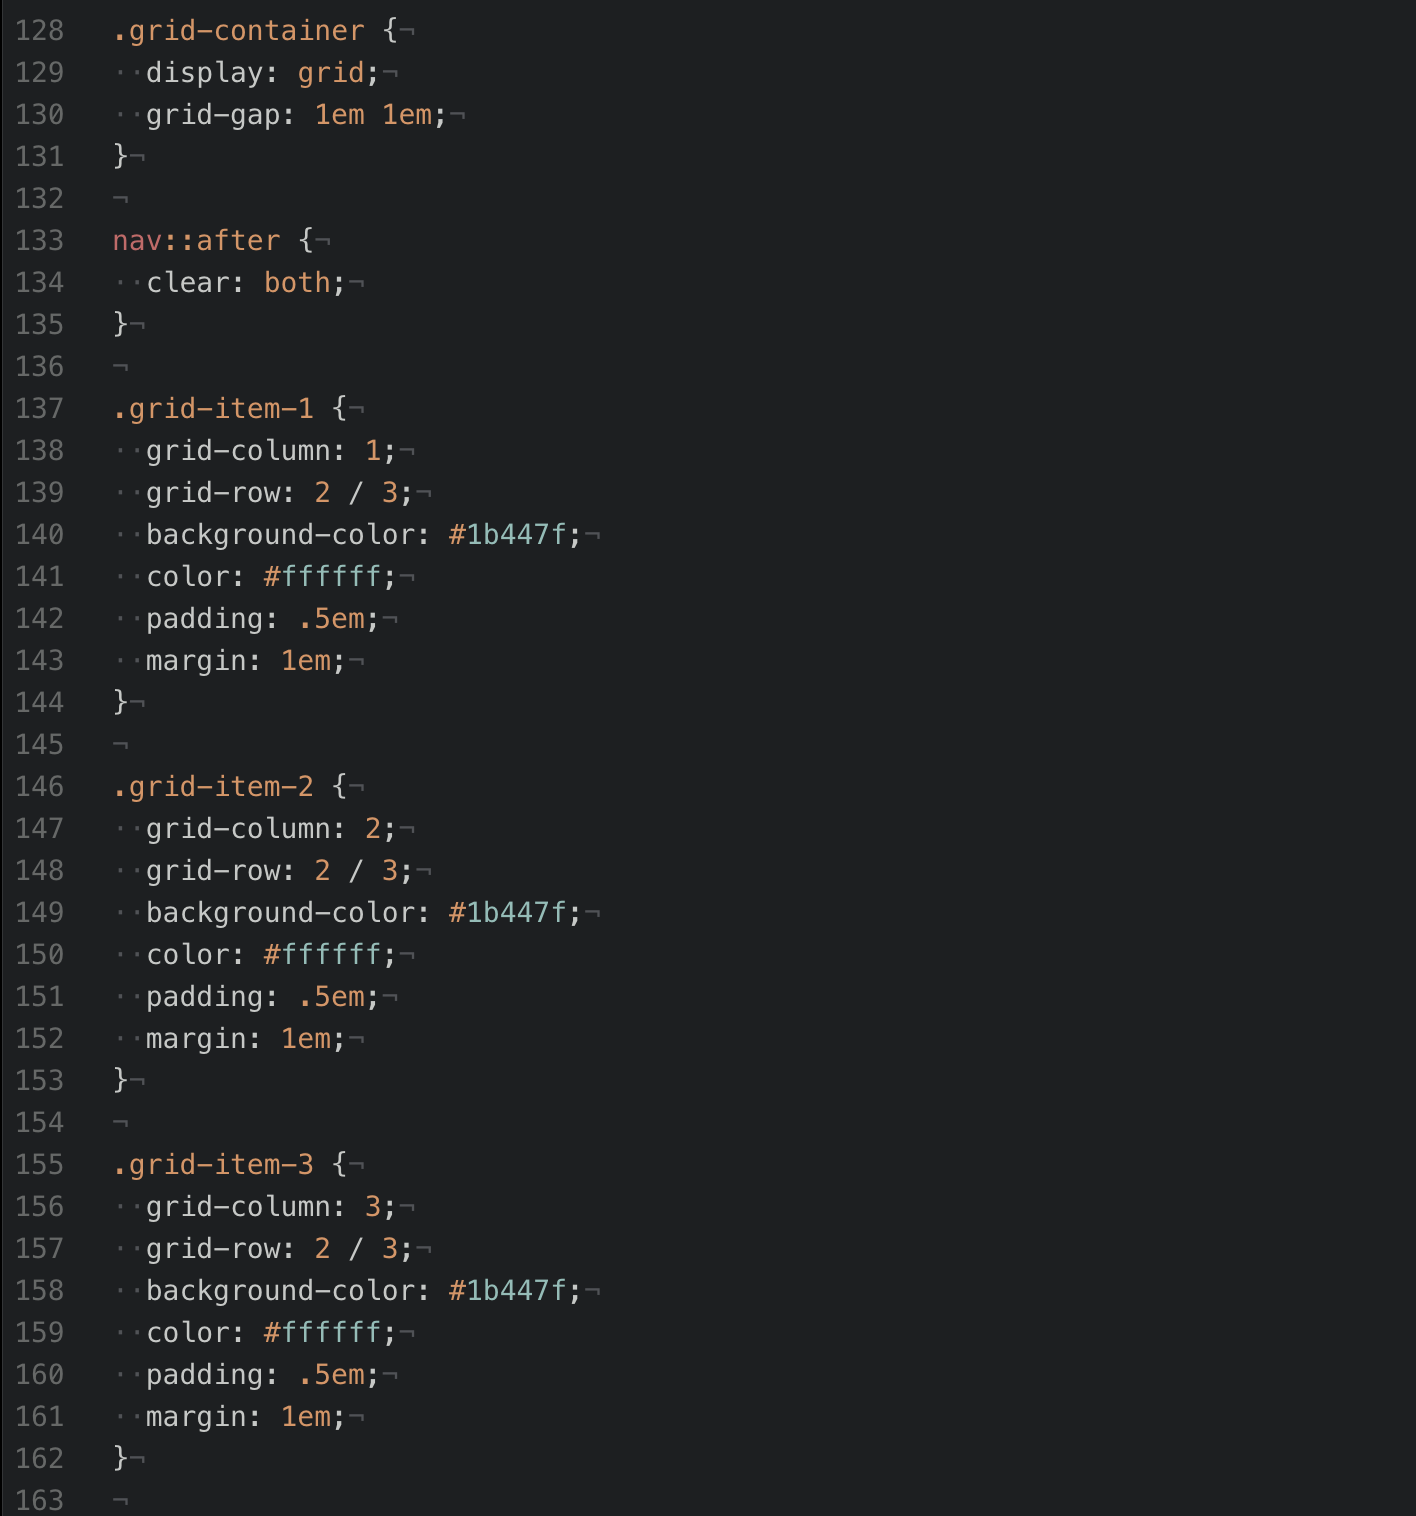 128 .grid-container {¬
129 ··display: grid;¬
130 ··grid-gap: 1em 1em;¬
131 }¬
132 ¬
133 nav::after {¬
134 ··clear: both;¬
135 }¬
136 ¬
137 .grid-item-1 {¬
138 ··grid-column: 1;¬
139 ··grid-row: 2 / 3;¬
140 ··background-color: #1b447f;¬
141 ··color: #ffffff;¬
142 ··padding: .5em;¬
143 ··margin: 1em;¬
144 }¬
145 ¬
146 .grid-item-2 {¬
147 ··grid-column: 2;¬
148 ··grid-row: 2 / 3;¬
149 ··background-color: #1b447f;¬
150 ··color: #ffffff;¬
151 ··padding: .5em;¬
152 ··margin: 1em;¬
153 }¬
154 ¬
155 .grid-item-3 {¬
156 ··grid-column: 3;¬
157 ··grid-row: 2 / 3;¬
158 ··background-color: #1b447f;¬
159 ··color: #ffffff;¬
160 ··padding: .5em;¬
161 ··margin: 1em;¬
162 }¬
163 ¬